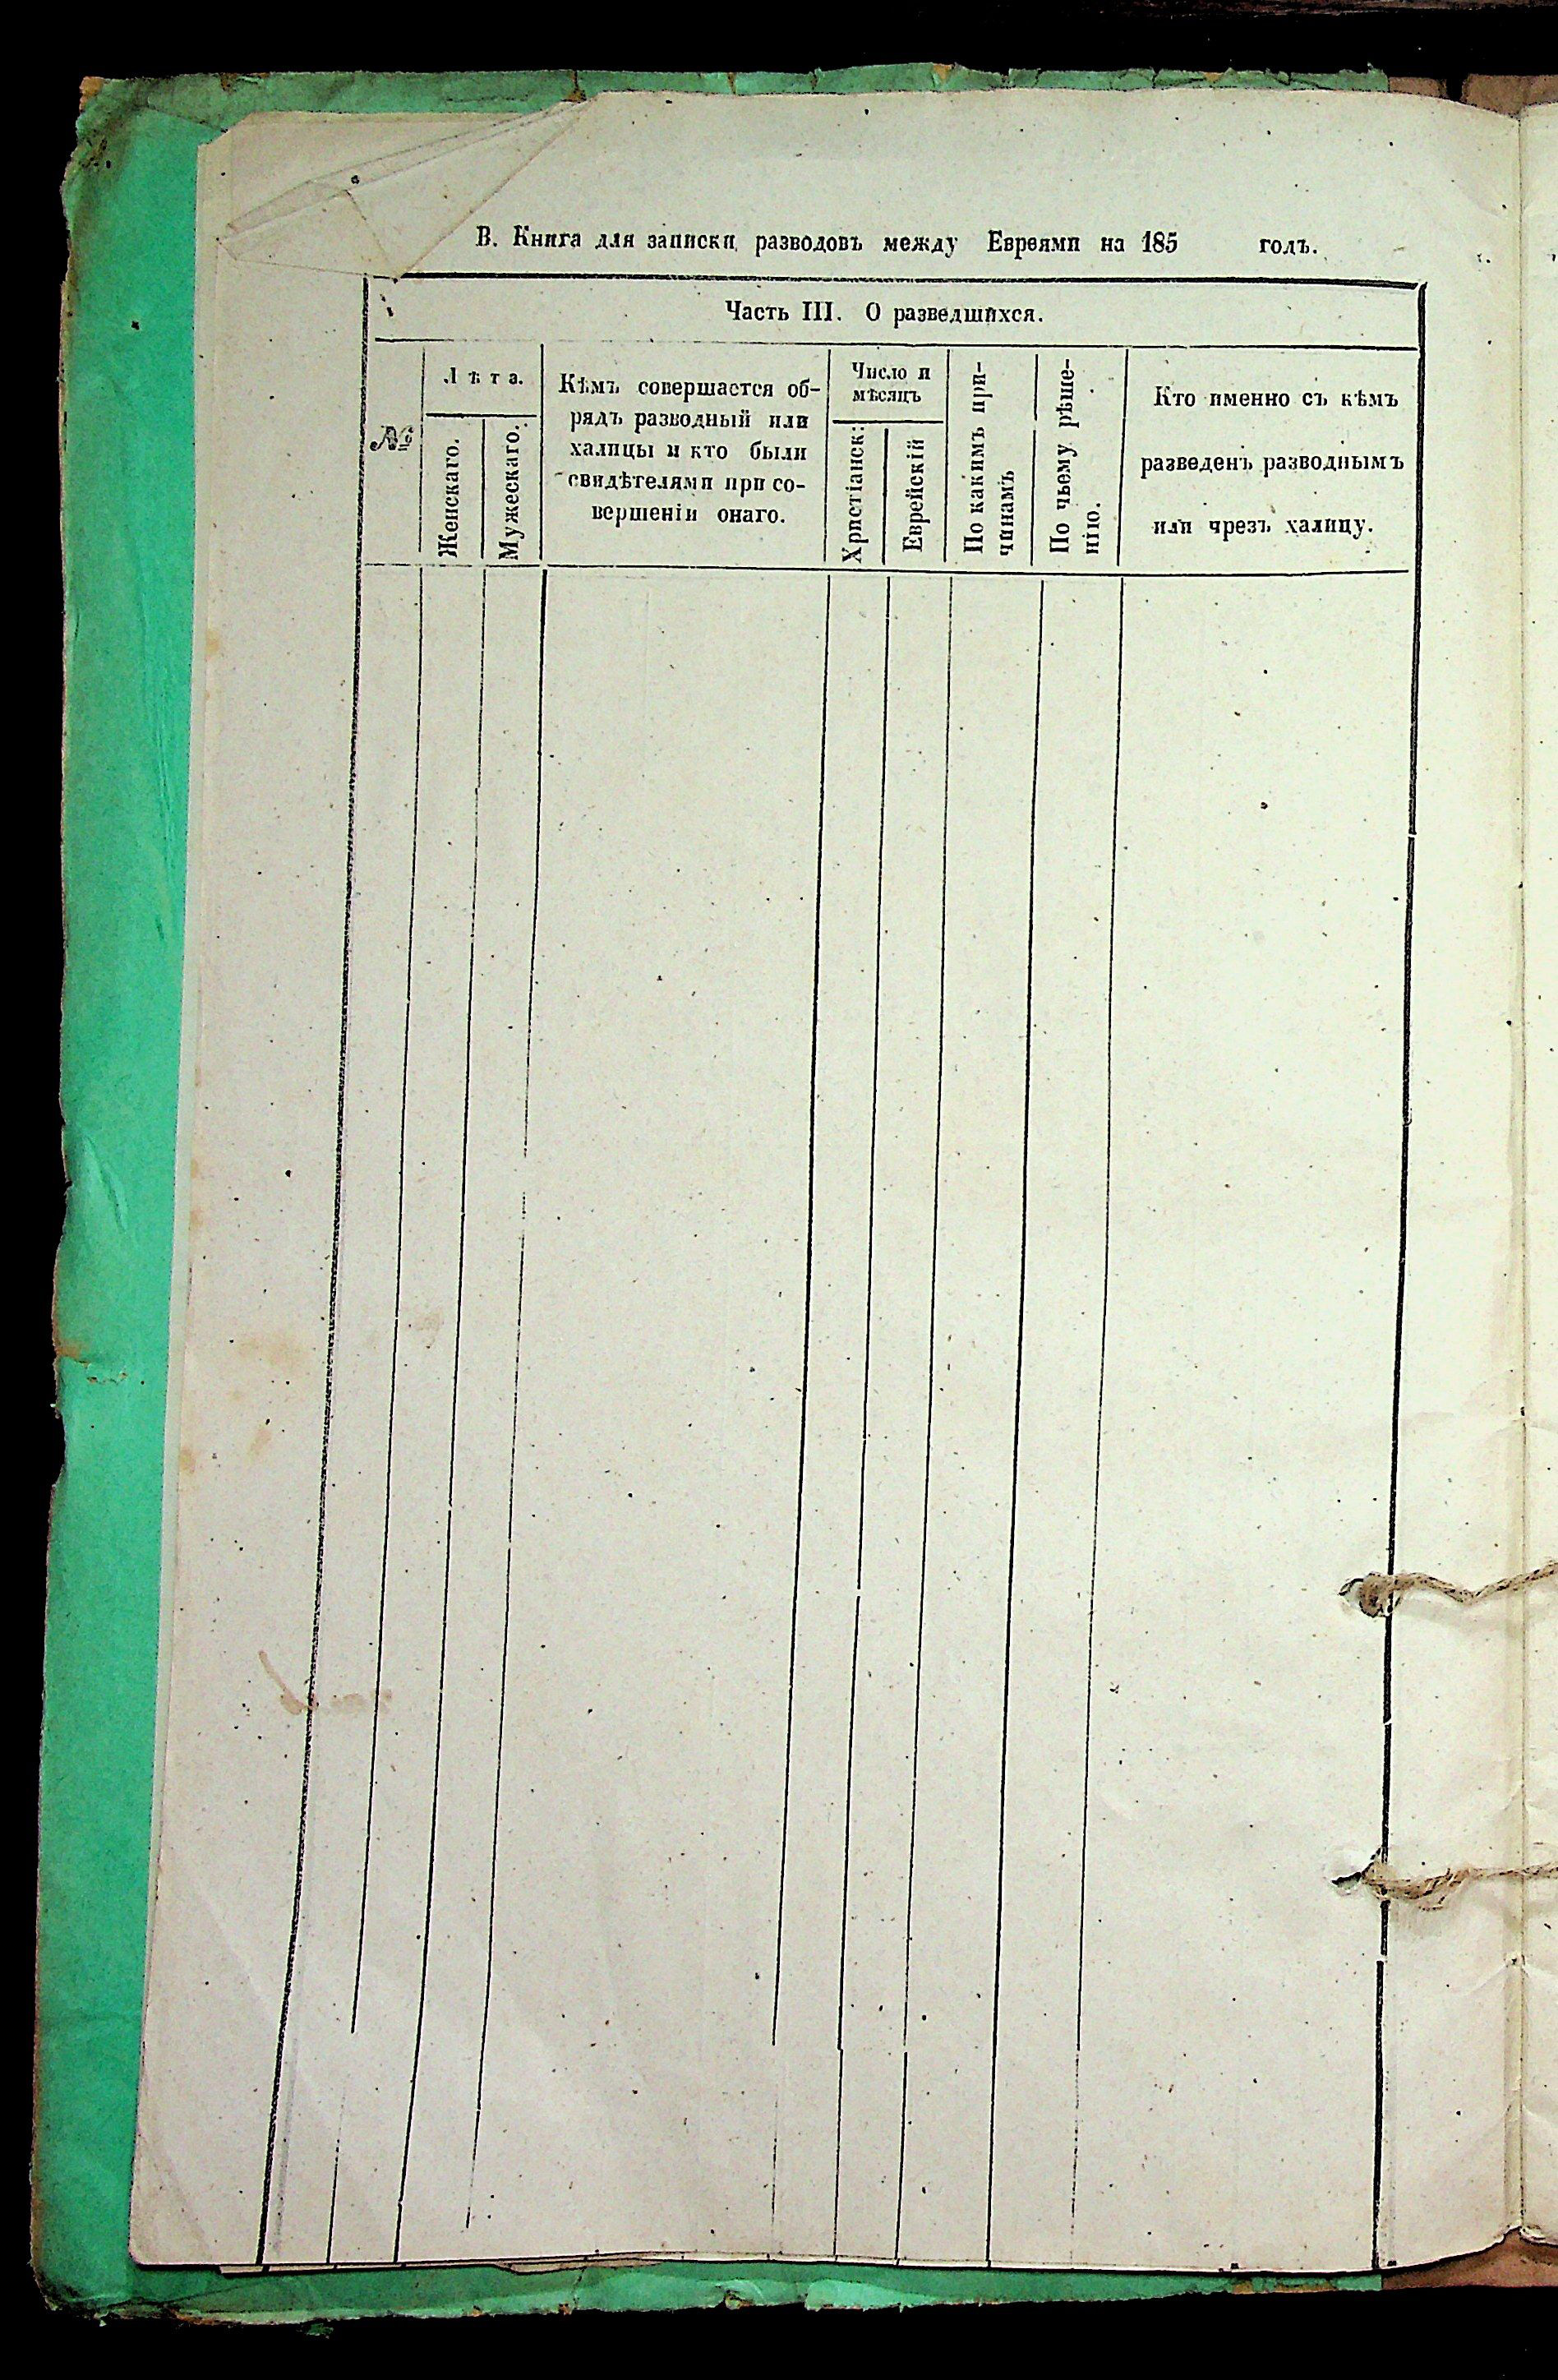 В. Книга для записки разводовъ между Евреями на 185 годъ.
Часть III. О разведшихся.
№
Лѣта.
Женскаго.
Мужескаго.
Кѣмъ совершается об-
рядъ разводный или
халицы и кто были
свидѣтелями при со-
вершеніи онаго.
Число и
мѣсяцъ
Христіанск:
Еврейскій
По какимъ при-
чинамъ
По чьему рѣше-
нію.
Кто именно съ кѣмъ
разведенъ разводнымъ
или чрезъ халицу.